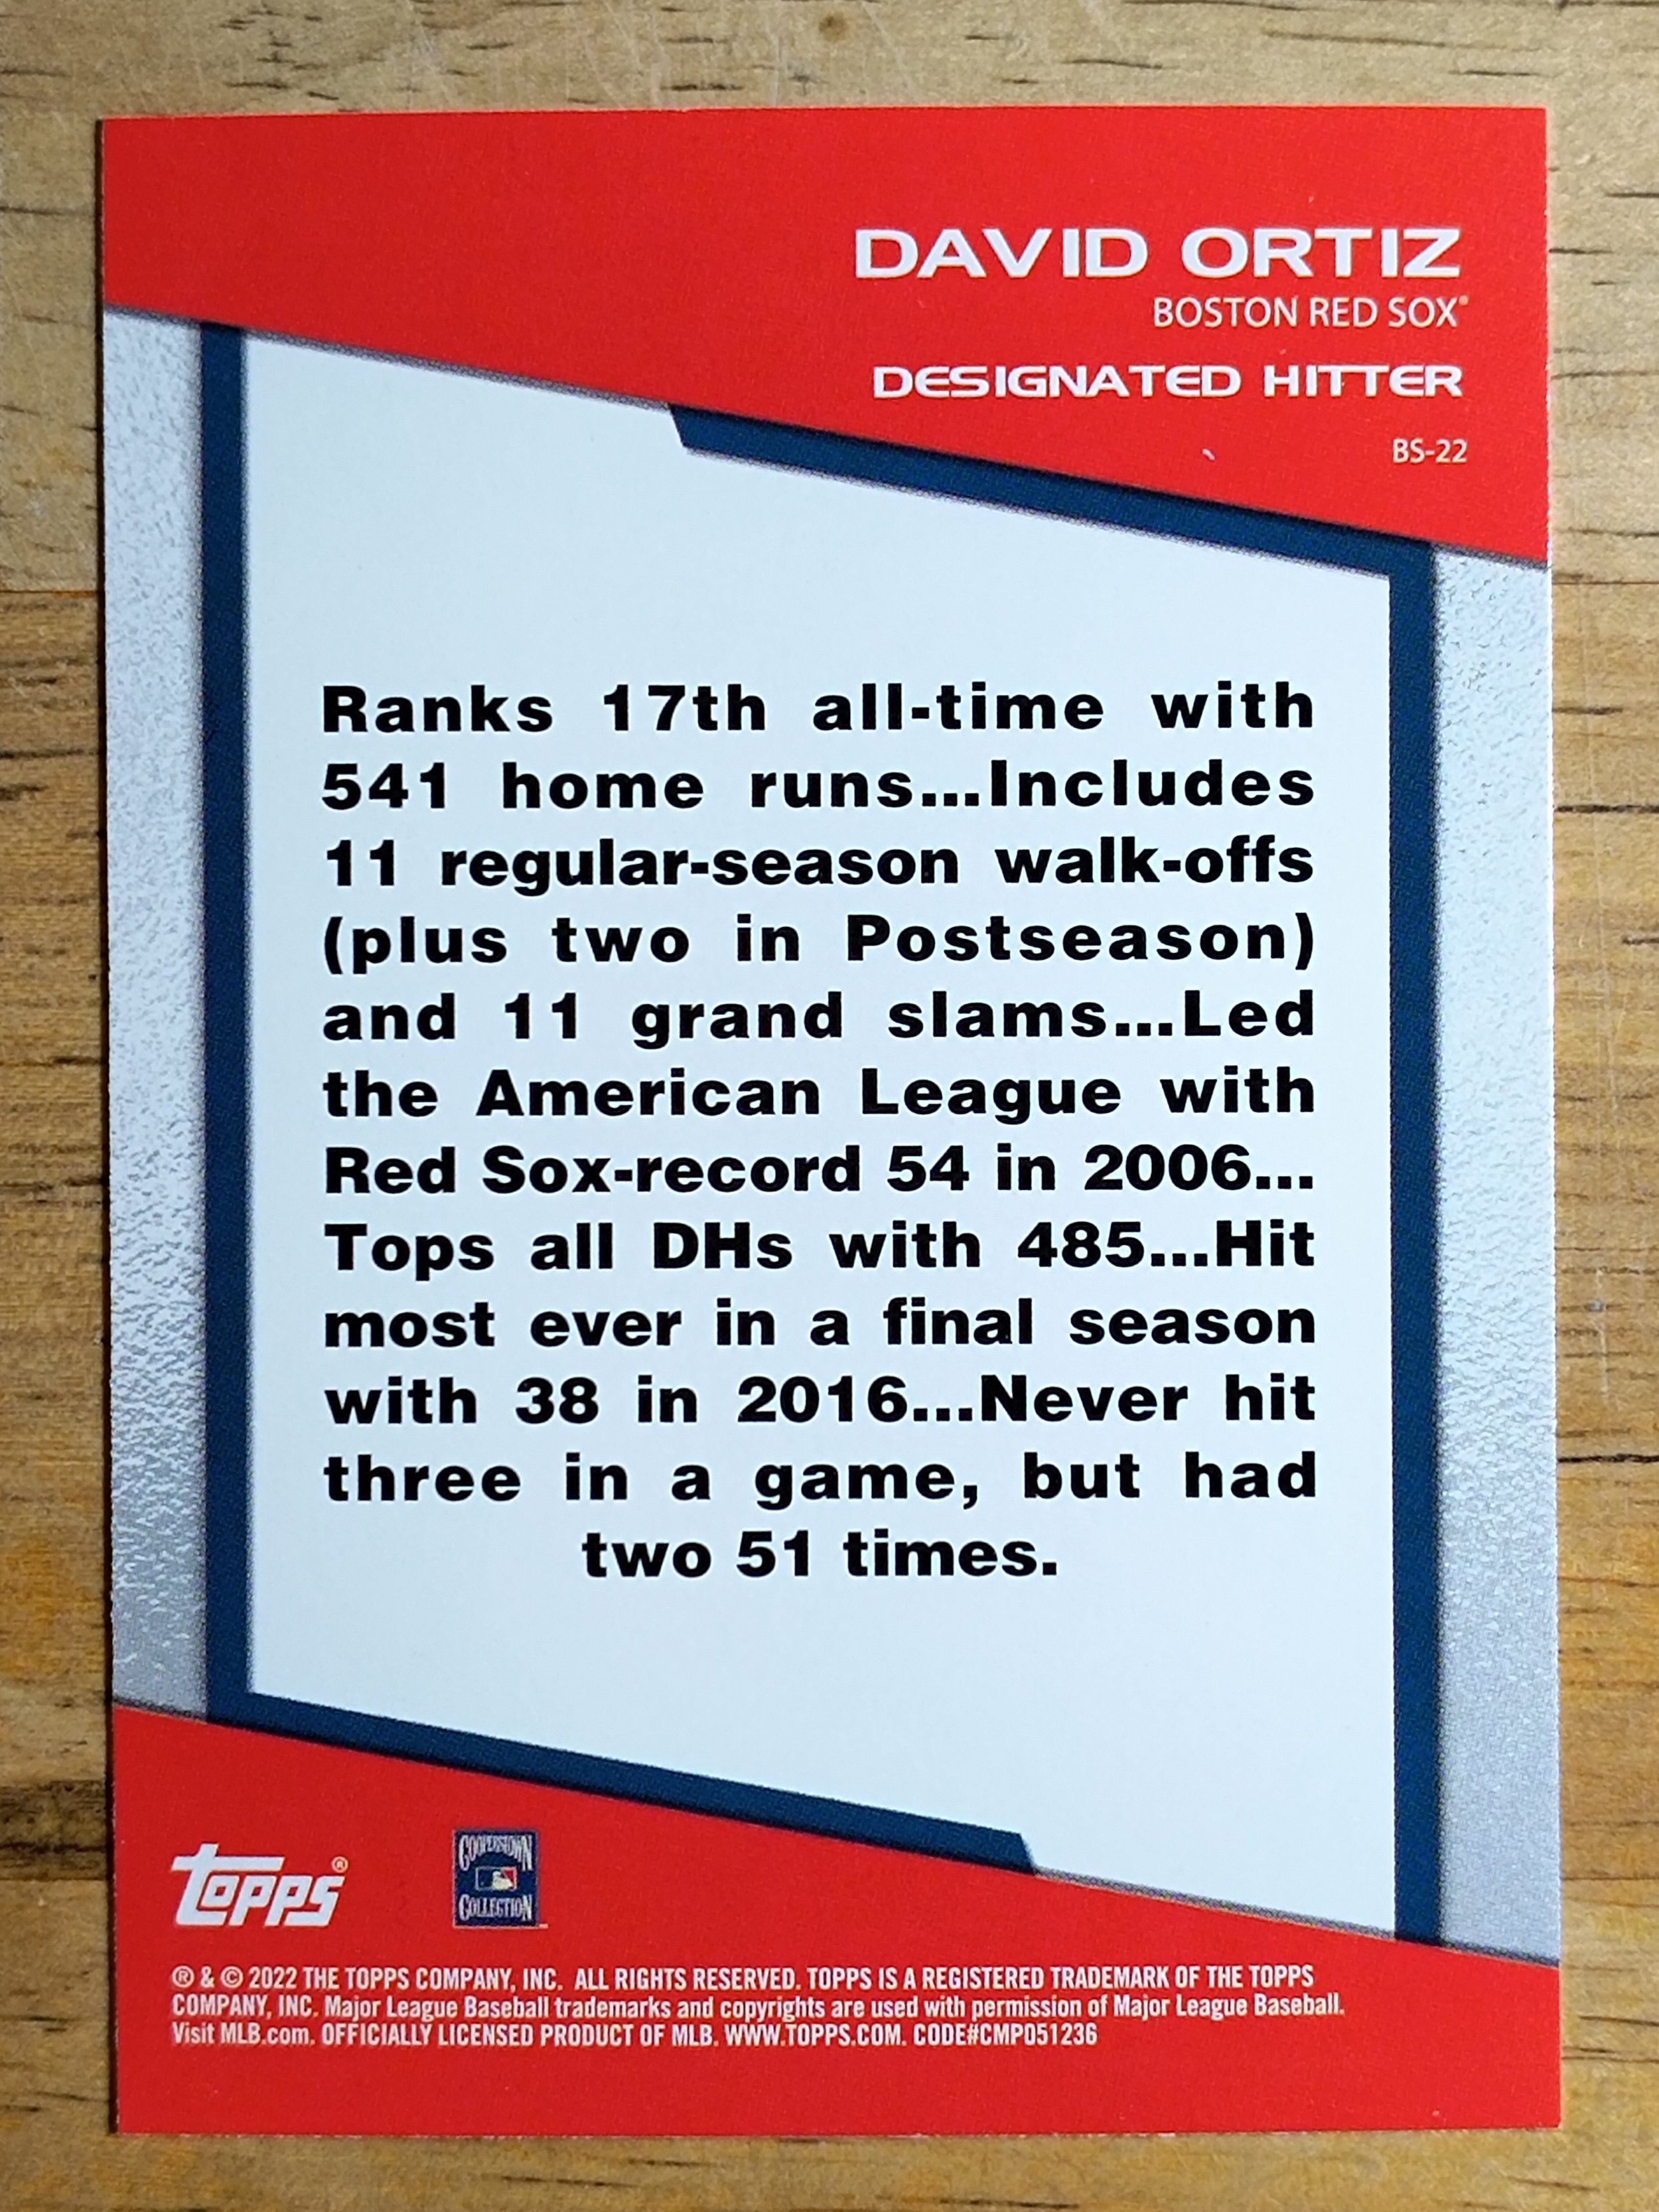 DAVID ORTIZ
BOSTON RED SOX®
DESIGNATED HITTER
BS-22
Ranks 17th all-time with
541 home runs...Includes
11 regular-season walk-offs
(plus two in Postseason)
and 11 grand slams...Led
the American League with
Red Sox-record 54 in 2006...
Tops all DHs with 485...Hit
most ever in a final season
with 38 in 2016...Never hit
three in a game, but had
two 51 times.
topps®
COOPERSTOWN
COLLECTION
® & © 2022 THE TOPPS COMPANY, INC. ALL RIGHTS RESERVED. TOPPS IS A REGISTERED TRADEMARK OF THE TOPPS
COMPANY, INC. Major League Baseball trademarks and copyrights are used with permission of Major League Baseball.
Visit MLB.com. OFFICIALLY LICENSED PRODUCT OF MLB. WWW.TOPPS.COM. CODE#CMP051236